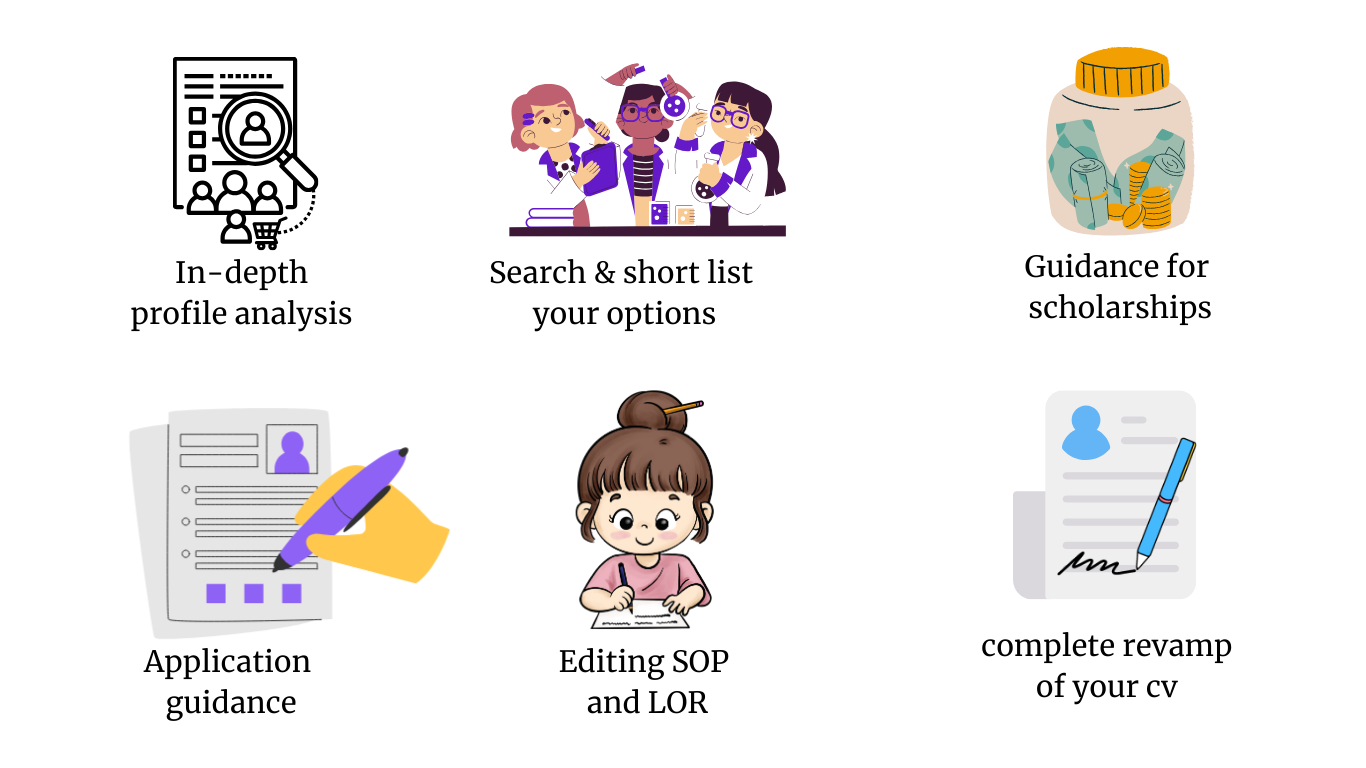 In-depth
profile analysis
Search & short list
your options
Guidance for
scholarships
Application
guidance
Editing SOP
and LOR
complete revamp
of your cv